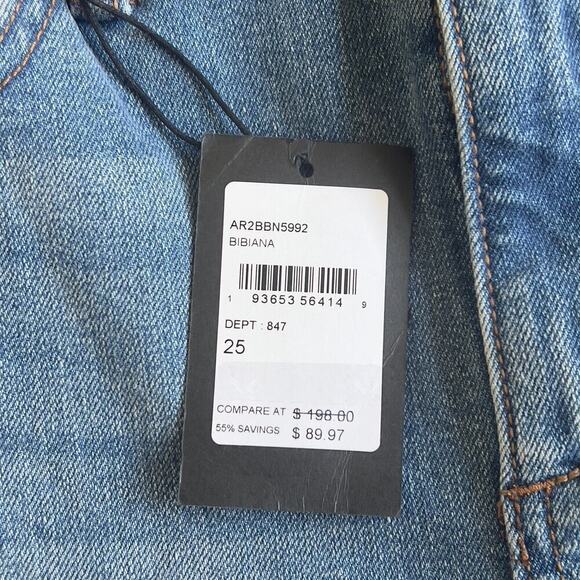 AR2BBN5992
BIBIANA
1 93653 56414 9
DEPT : 847
25
COMPARE AT $ 198.00
55% SAVINGS $ 89.97